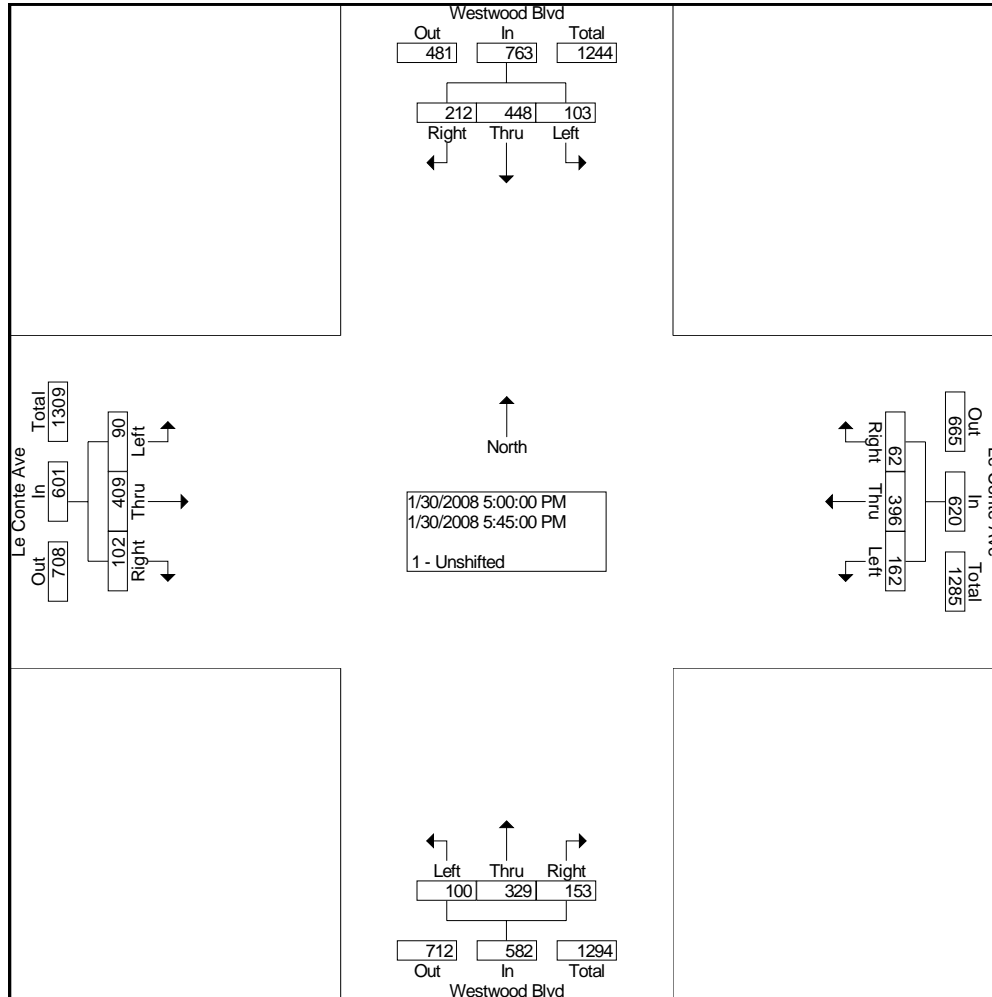 Westwood Blvd
Out In Total
481 763 1244
212 448 103
Right Thru Left
Le Conte Ave
Total In Out
1309 601 708
90 409 102
Left Thru Right
North
1/30/2008 5:00:00 PM
1/30/2008 5:45:00 PM
1 - Unshifted
Right Thru Left
62 396 162
665 620 1285
Out In Total
Le Conte Ave
Left Thru Right
100 329 153
712 582 1294
Out In Total
Westwood Blvd